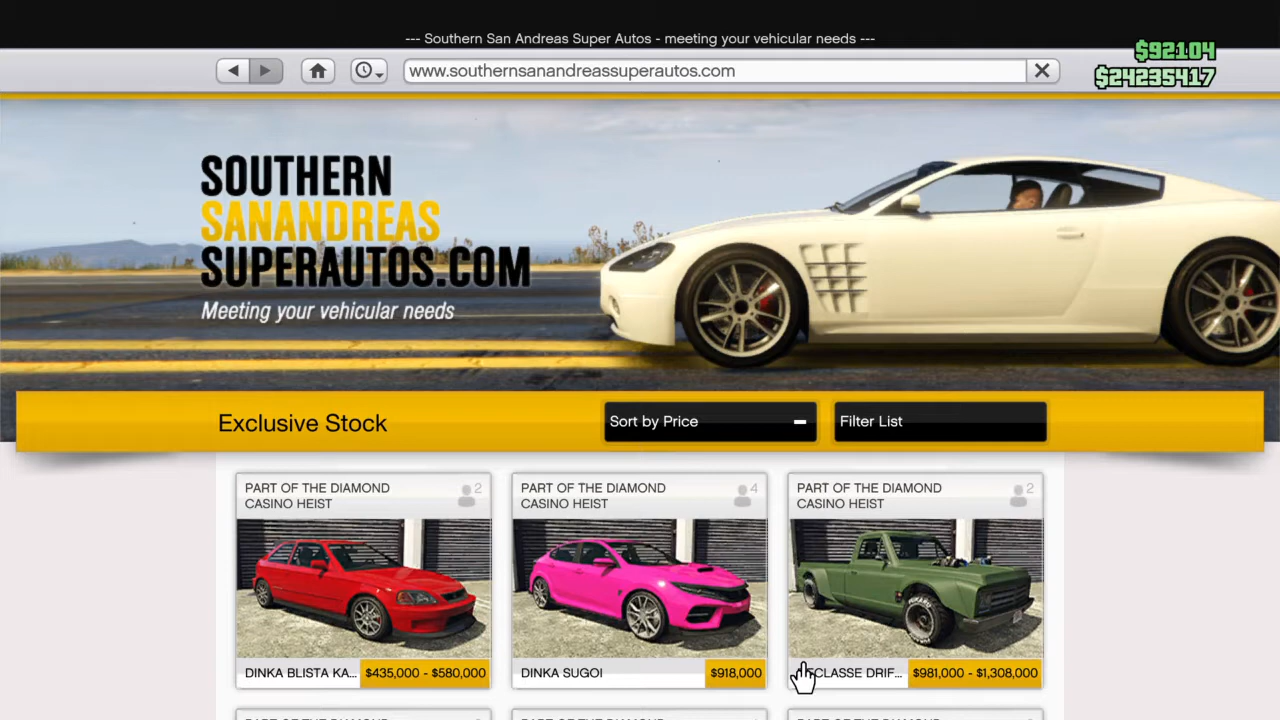 --- Southern San Andreas Super Autos - meeting your vehicular needs ---
$92104
www.southernsanandreassuperautos.com
$24235417
SOUTHERN
SANANDREAS
SUPERAUTOS.COM
Meeting your vehicular needs
Exclusive Stock
Sort by Price
Filter List
PART OF THE DIAMOND
CASINO HEIST
2
PART OF THE DIAMOND
CASINO HEIST
4
PART OF THE DIAMOND
CASINO HEIST
2
DINKA BLISTA KA... $435,000 - $580,000
DINKA SUGOI $918,000
CLASSE DRIF... $981,000 - $1,308,000